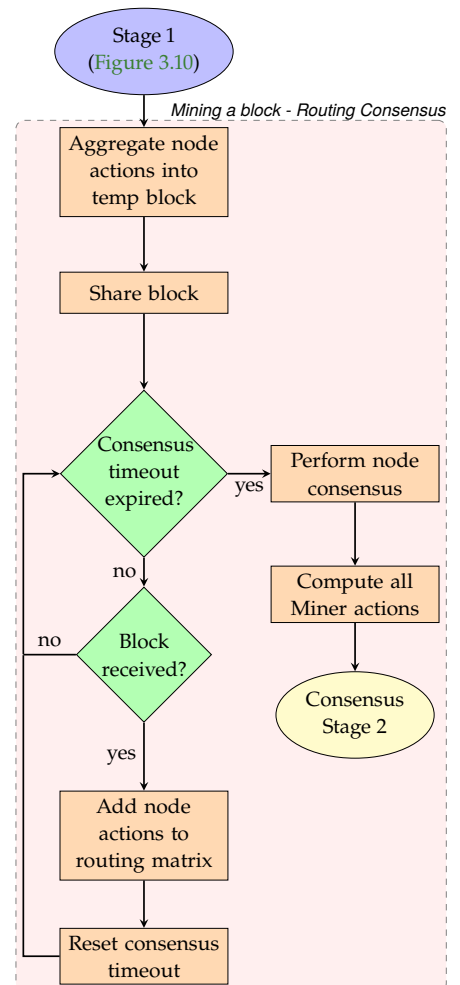 Stage 1
(Figure 3.10)
Mining a block - Routing Consensus
Aggregate node
actions into
temp block
Share block
Consensus
timeout
expired?
yes
Perform node
consensus
no
Compute all
Miner actions
no
Block
received?
Consensus
Stage 2
yes
Add node
actions to
routing matrix
Reset consensus
timeout